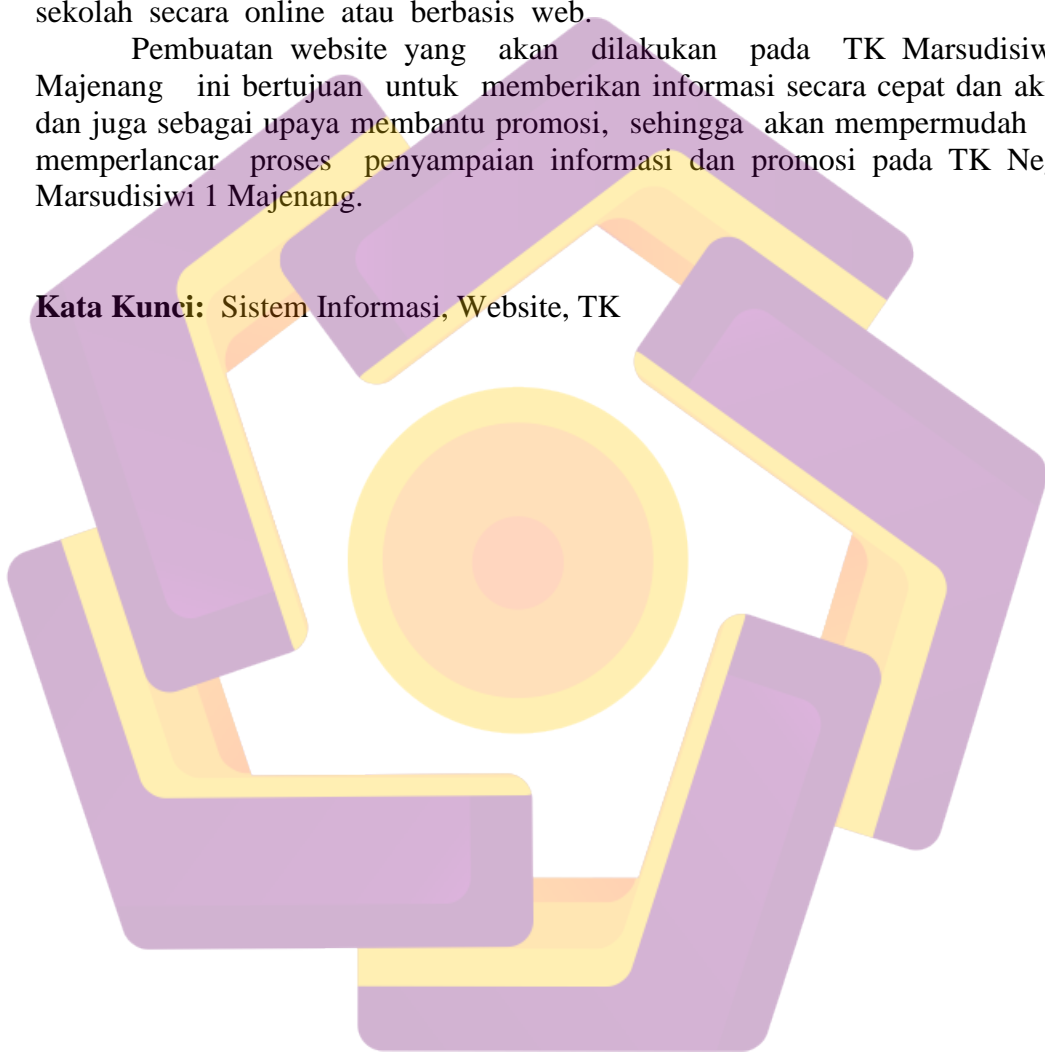 sekolah secara online atau berbasis web.
Pembuatan website yang akan dilakukan pada TK Marsudisiw
Majenang ini bertujuan untuk memberikan informasi secara cepat dan ak
dan juga sebagai upaya membantu promosi, sehingga akan mempermudah
memperlancar proses penyampaian informasi dan promosi pada TK Ne
Marsudisiwi 1 Majenang.
Kata Kunci: Sistem Informasi, Website, TK